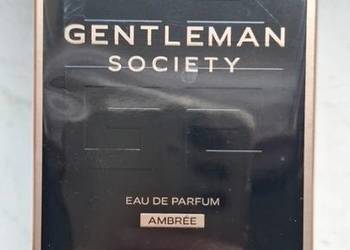 GENTLEMAN
SOCIETY
EAU DE PARFUM
AMBRÉE